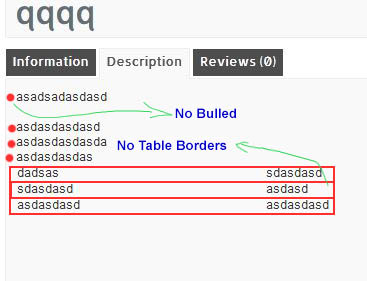 qqqq
Information Description Reviews (0)
asadsadasdasd
No Bulled
asdasdasdasd
asdasdasdasda No Table Borders
asdasdasdas
dadsas sdasdasd
sdasdasd asdasd
asdasdasd asdasdasd